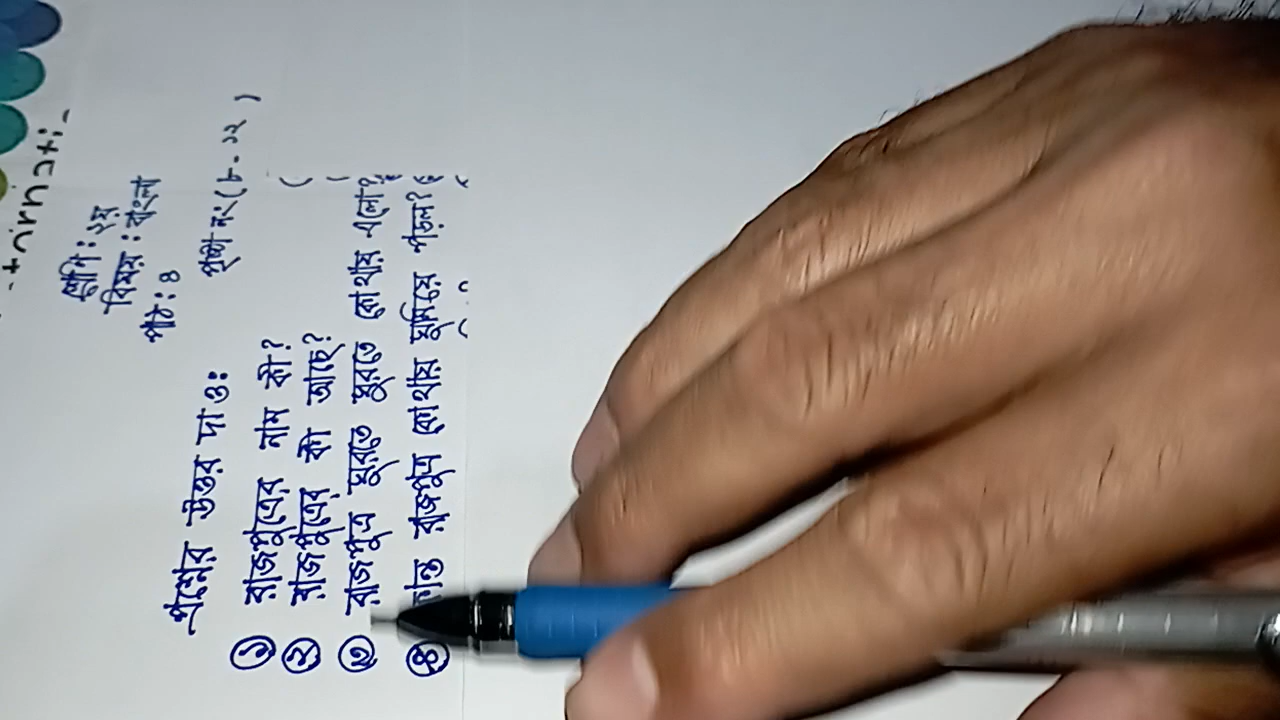 শ্রেণি : ২য়
বিষয় : বাংলা
পাঠ : ৪
পৃষ্ঠা নং (৮ - ১২ )
প্রশ্নের উত্তর দাও :
১ রাজপুত্রের নাম কী ?
২ রাজপুত্রের কী আছে ?
৩ রাজপুত্র ঘুরতে ঘুরতে কোথায় এলো ?
৪ রাজপুত্র কোথায় ঘুমিয়ে পড়ল ?